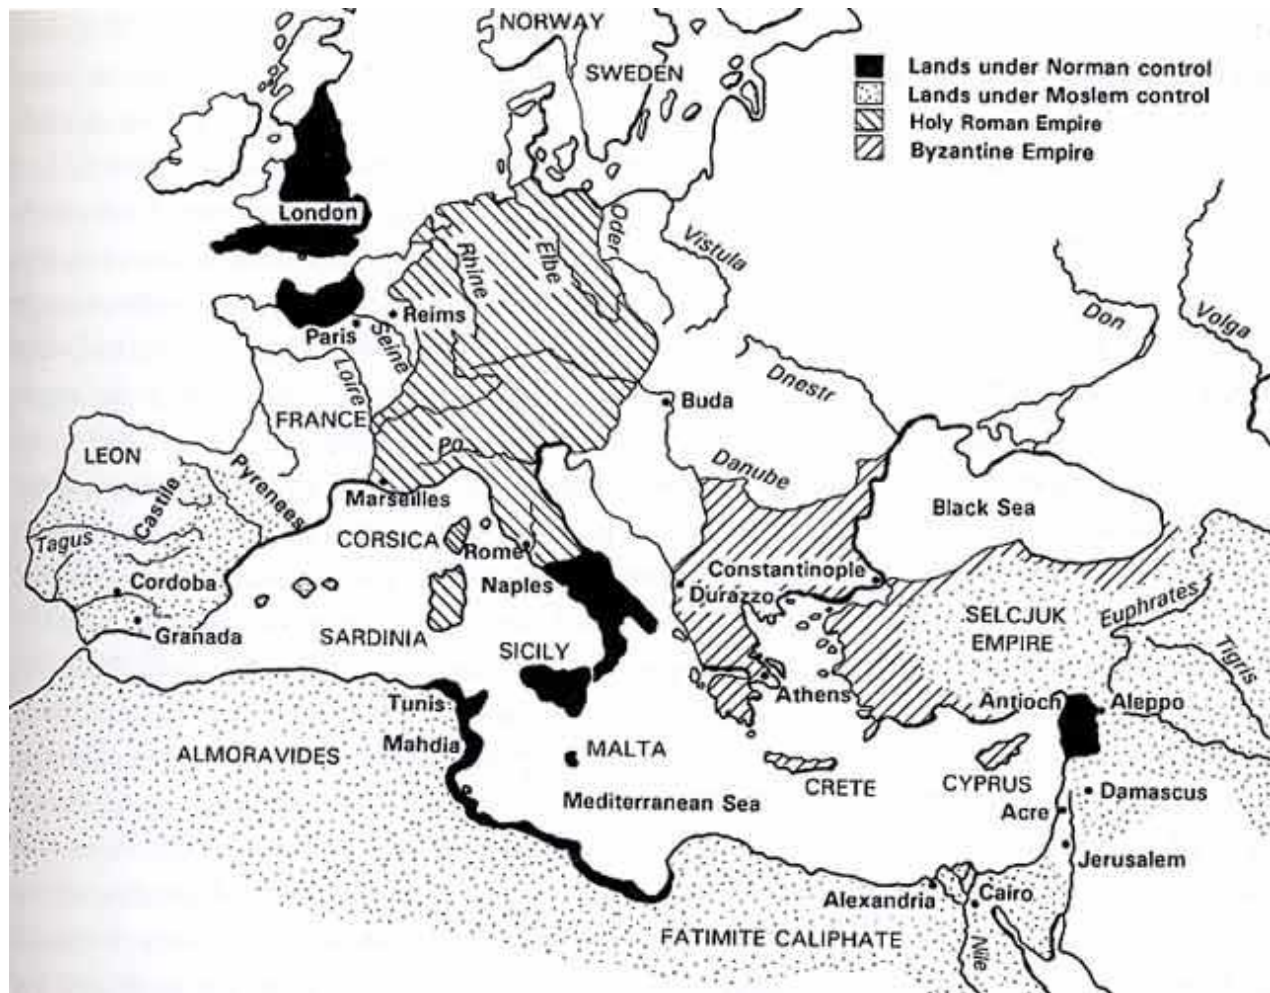 NORWAY
SWEDEN
Lands under Norman control
Lands under Moslem control
Holy Roman Empire
Byzantine Empire
London
Oder
Vistula
Rhine
Elbe
Reims
Paris
Seine
Don
Volga
Loire
Dnestr
Buda
FRANCE
LEON
Po
Pyrenees
Danube
Castile
Marseilles
Black Sea
Tagus
CORSICA
Rome
Constantinople
Cordoba
Naples
Durazzo
Euphrates
SELCJUK
EMPIRE
Granada
SARDINIA
SICILY
Tigris
Athens
Antioch
Aleppo
Tunis
Mahdia
MALTA
ALMORAVIDES
CRETE
CYPRUS
Damascus
Mediterranean Sea
Acre
Jerusalem
Alexandria
Cairo
FATIMITE CALIPHATE
Nile